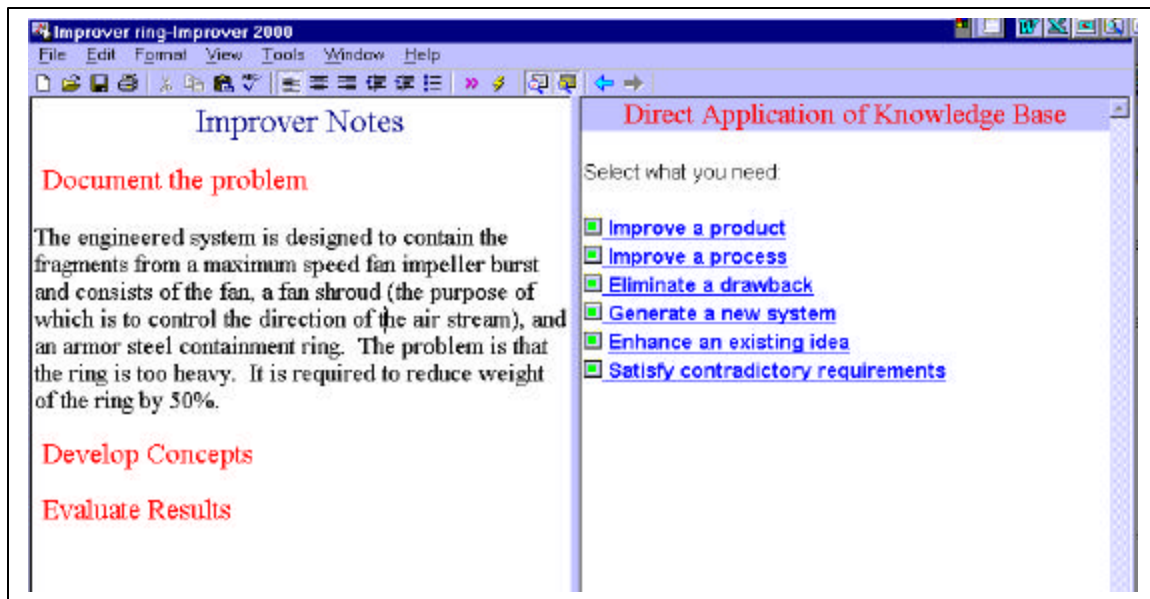 Improver ring-Improver 2000
File Edit Format View Tools Window Help
Improver Notes
Document the problem
The engineered system is designed to contain the
fragments from a maximum speed fan impeller burst
and consists of the fan, a fan shroud (the purpose of
which is to control the direction of the air stream), and
an armor steel containment ring. The problem is that
the ring is too heavy. It is required to reduce weight
of the ring by 50%.
Develop Concepts
Evaluate Results
Direct Application of Knowledge Base
Select what you need:
Improve a product
Improve a process
Eliminate a drawback
Generate a new system
Enhance an existing idea
Satisfy contradictory requirements